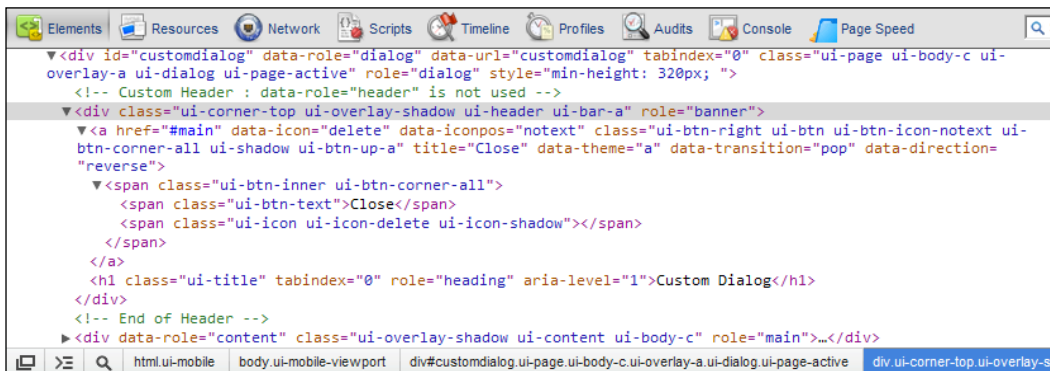 Elements Resources Network Scripts Timeline Profiles Audits Console Page Speed
▼<div id="customdialog" data-role="dialog" data-url="customdialog" tabindex="0" class="ui-page ui-body-c ui-
overlay-a ui-dialog ui-page-active" role="dialog" style="min-height: 320px; ">
<!-- Custom Header : data-role="header" is not used -->
▼<div class="ui-corner-top ui-overlay-shadow ui-header ui-bar-a" role="banner">
▼<a href="#main" data-icon="delete" data-iconpos="notext" class="ui-btn-right ui-btn ui-btn-icon-notext ui-
btn-corner-all ui-shadow ui-btn-up-a" title="Close" data-theme="a" data-transition="pop" data-direction=
"reverse">
▼<span class="ui-btn-inner ui-btn-corner-all">
<span class="ui-btn-text">Close</span>
<span class="ui-icon ui-icon-delete ui-icon-shadow"></span>
</span>
</a>
<h1 class="ui-title" tabindex="0" role="heading" aria-level="1">Custom Dialog</h1>
</div>
<!-- End of Header -->
▶<div data-role="content" class="ui-overlay-shadow ui-content ui-body-c" role="main">…</div>
html.ui-mobile body.ui-mobile-viewport div#customdialog.ui-page.ui-body-c.ui-overlay-a.ui-dialog.ui-page-active div.ui-corner-top.ui-overlay-s